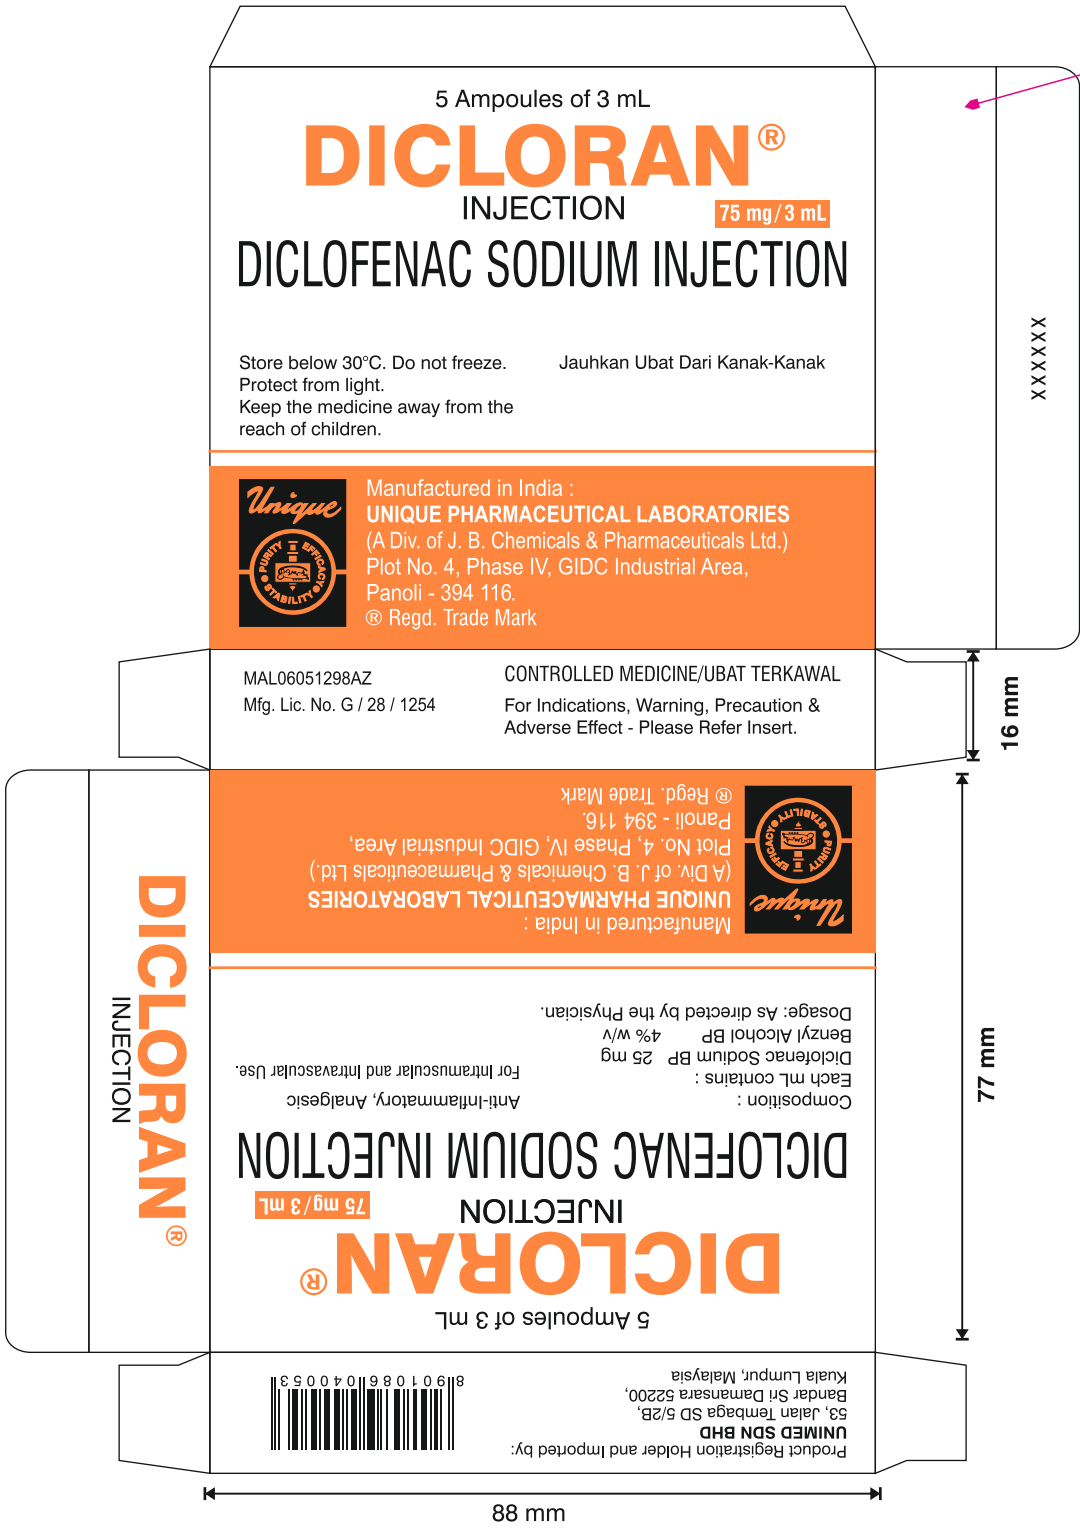 5 Ampoules of 3 mL
DICLORAN®
INJECTION
75 mg/3 mL
DICLOFENAC SODIUM INJECTION
Store below 30°C. Do not freeze.
Protect from light.
Keep the medicine away from the
reach of children.
Jauhkan Ubat Dari Kanak-Kanak
XXXXXX
Unique
PURITY EFFICACY STABILITY
Manufactured in India :
UNIQUE PHARMACEUTICAL LABORATORIES
(A Div. of J. B. Chemicals & Pharmaceuticals Ltd.)
Plot No. 4, Phase IV, GIDC Industrial Area,
Panoli - 394 116.
® Regd. Trade Mark
MAL06051298AZ
Mfg. Lic. No. G / 28 / 1254
CONTROLLED MEDICINE/UBAT TERKAWAL
For Indications, Warning, Precaution &
Adverse Effect - Please Refer Insert.
16 mm
5 Ampoules of 3 mL
DICLORAN®
INJECTION
75 mg/3 mL
DICLOFENAC SODIUM INJECTION
Composition :
Each mL contains :
Diclofenac Sodium BP 25 mg
Benzyl Alcohol BP 4% w/v
Dosage: As directed by the Physician.
Anti-Inflammatory, Analgesic
For Intramuscular and Intravascular Use.
Unique
PURITY EFFICACY STABILITY
Manufactured in India :
UNIQUE PHARMACEUTICAL LABORATORIES
(A Div. of J. B. Chemicals & Pharmaceuticals Ltd.)
Plot No. 4, Phase IV, GIDC Industrial Area,
Panoli - 394 116.
® Regd. Trade Mark
DICLORAN®
INJECTION
77 mm
Product Registration Holder and Imported by:
UNIMED SDN BHD
53, Jalan Tembaga SD 5/2B,
Bandar Sri Damansara 52200,
Kuala Lumpur, Malaysia
8901086040053
88 mm